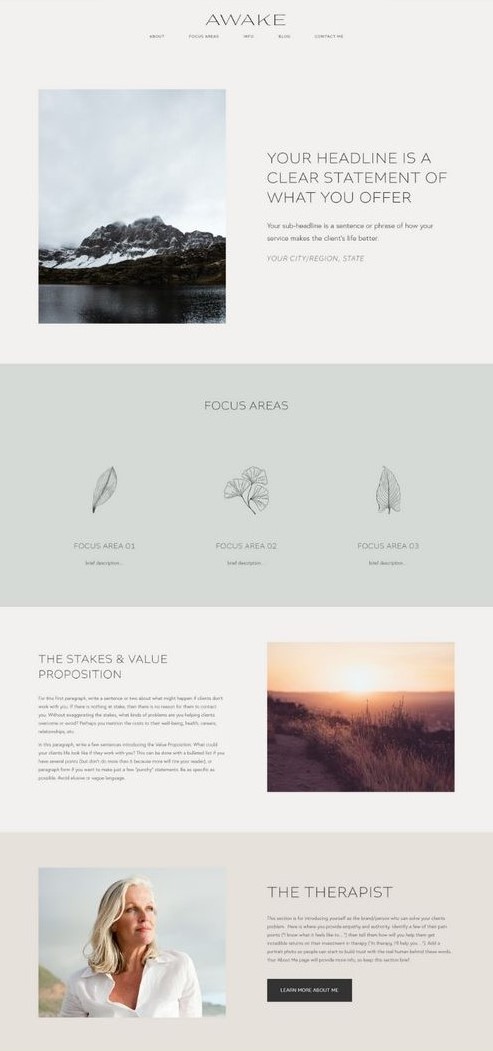 AWAKE
ABOUT FOCUS AREAS INFO BLOG CONTACT ME
YOUR HEADLINE IS A
CLEAR STATEMENT OF
WHAT YOU OFFER
Your sub-headline is a sentence or phrase of how your
service makes the client's life better.
YOUR CITY/REGION, STATE
FOCUS AREAS
FOCUS AREA 01 FOCUS AREA 02 FOCUS AREA 03
brief description... brief description... brief description...
THE STAKES & VALUE
PROPOSITION
For this first paragraph, write a sentence or two about what might happen if clients don't
work with you. If there is nothing at stake, then there is no reason for them to contact
you. Without exaggerating the stakes, what kinds of problems are you helping clients
overcome or avoid? Perhaps you mention the costs to their well-being, health, careers,
relationships, etc.
In this paragraph, write a few sentences introducing the Value Proposition. What could
your clients life look like if they work with you? This can be done with a bulleted list if you
have several points (but don't do more than it because more will tire your reader), or
paragraph form if you want to make just a few "punchy" statements. Be as specific as
possible. Avoid elusive or vague language.
THE THERAPIST
This section is for introducing yourself as the brand/person who can solve your clients
problem. Here is where you provide empathy and authority. Identify a few of their pain
points ("I know what it feels like to...") then tell them how will you help them get
incredible returns on their investment in therapy ("In therapy, I'll help you..."). Add a
portrait photo so people can start to build trust with the real human behind these words.
Your About Me page will provide more info, so keep this section brief.
LEARN MORE ABOUT ME